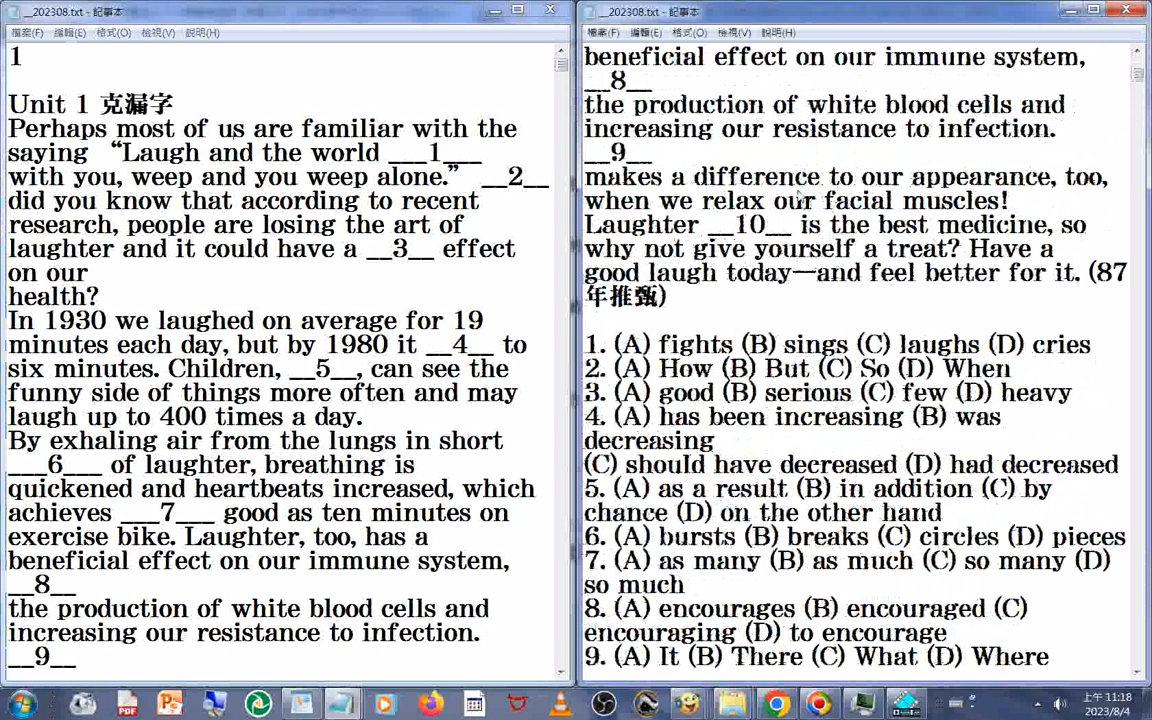 __202308.txt - 記事本
檔案(F) 編輯(E) 格式(O) 檢視(V) 說明(H)
1
Unit 1 克漏字
Perhaps most of us are familiar with the
saying “Laugh and the world ___1___
with you, weep and you weep alone.” __2__
did you know that according to recent
research, people are losing the art of
laughter and it could have a __3__ effect
on our
health?
In 1930 we laughed on average for 19
minutes each day, but by 1980 it __4__ to
six minutes. Children, __5__, can see the
funny side of things more often and may
laugh up to 400 times a day.
By exhaling air from the lungs in short
___6___ of laughter, breathing is
quickened and heartbeats increased, which
achieves ___7___ good as ten minutes on
exercise bike. Laughter, too, has a
beneficial effect on our immune system,
__8__
the production of white blood cells and
increasing our resistance to infection.
__9__
__202308.txt - 記事本
檔案(F) 編輯(E) 格式(O) 檢視(V) 說明(H)
beneficial effect on our immune system,
__8__
the production of white blood cells and
increasing our resistance to infection.
__9__
makes a difference to our appearance, too,
when we relax our facial muscles!
Laughter __10__ is the best medicine, so
why not give yourself a treat? Have a
good laugh today—and feel better for it. (87
年推甄)
1. (A) fights (B) sings (C) laughs (D) cries
2. (A) How (B) But (C) So (D) When
3. (A) good (B) serious (C) few (D) heavy
4. (A) has been increasing (B) was
decreasing
(C) should have decreased (D) had decreased
5. (A) as a result (B) in addition (C) by
chance (D) on the other hand
6. (A) bursts (B) breaks (C) circles (D) pieces
7. (A) as many (B) as much (C) so many (D)
so much
8. (A) encourages (B) encouraged (C)
encouraging (D) to encourage
9. (A) It (B) There (C) What (D) Where
PDF
上午 11:18
2023/8/4